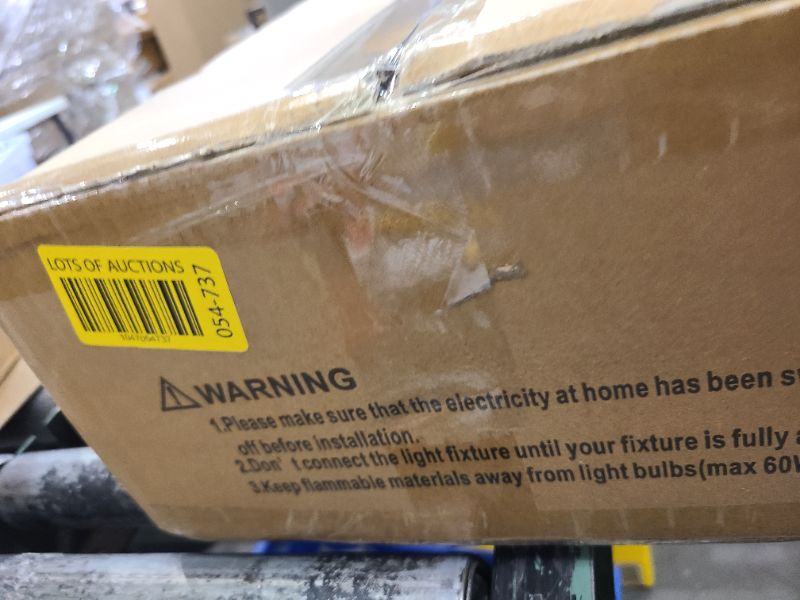 LOTS OF AUCTIONS
054-737
WARNING
1.Please make sure that the electricity at home has been
off before installation.
2.Don't connect the light fixture until your fixture is fully
3.Keep flammable materials away from light bulbs(max 60